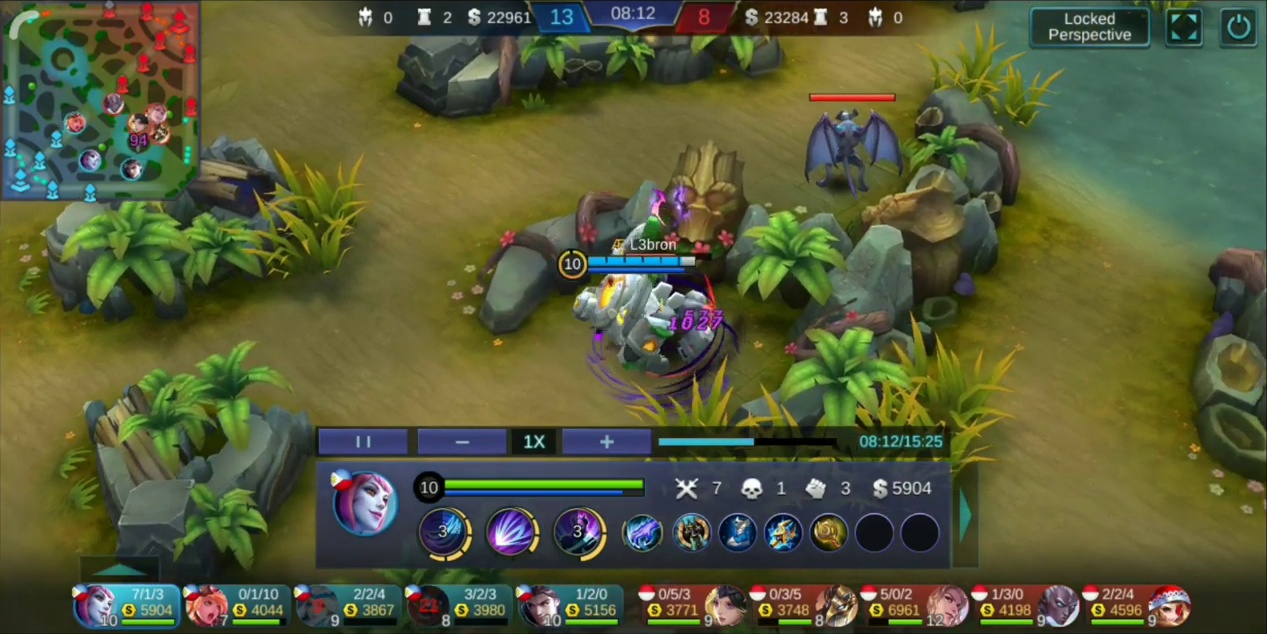 0 2 22961 13 08:12 8 23284 3 0
Locked
Perspective
94
L3bron
10
1027
1X 08:12/15:25
10 7 1 3 5904
3 3
7/1/3 0/1/10 2/2/4 3/2/3 1/2/0 0/5/3 0/3/5 5/0/2 1/3/0 2/2/4
5904 4044 3867 3980 5156 3771 3748 6961 4198 4596
10 7 9 8 10 9 8 12 9 9